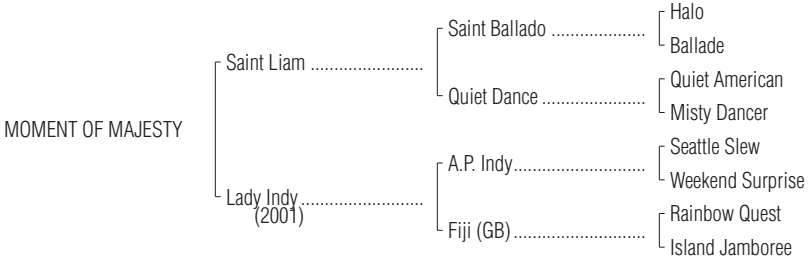 Halo
Saint Ballado ....................
Ballade
Saint Liam ........................
Quiet American
Quiet Dance ......................
Misty Dancer
MOMENT OF MAJESTY
Seattle Slew
A.P. Indy............................
Weekend Surprise
Lady Indy..........................
(2001)
Rainbow Quest
Fiji (GB)............................
Island Jamboree